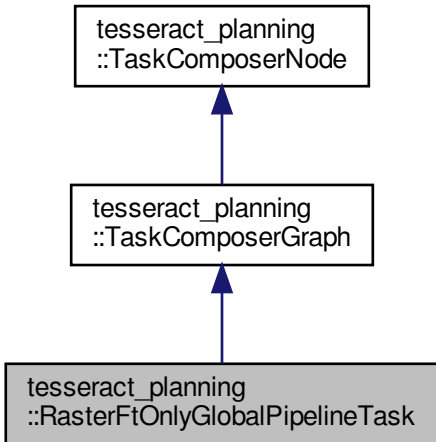 tesseract_planning
::TaskComposerNode
tesseract_planning
::TaskComposerGraph
tesseract_planning
::RasterFtOnlyGlobalPipelineTask